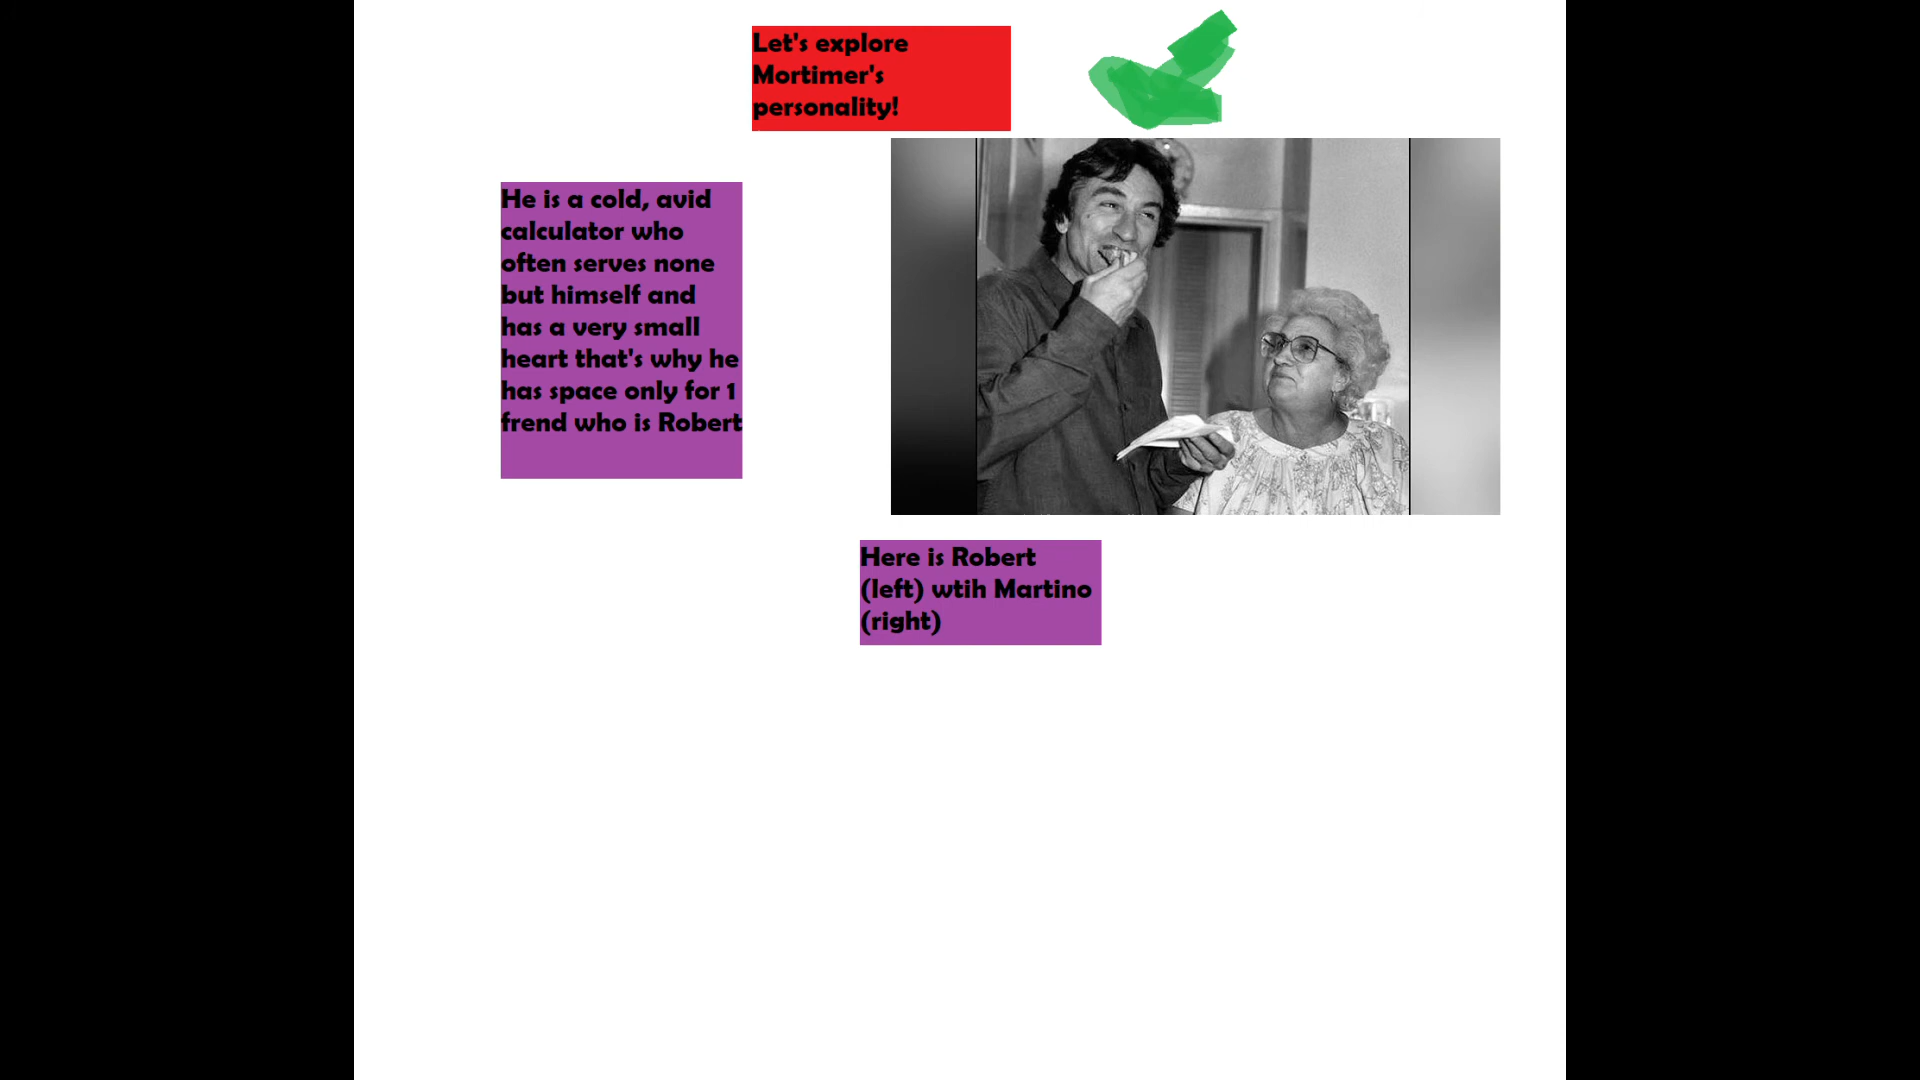 Let's explore
Mortimer's
personality!
He is a cold, avid
calculator who
often serves none
but himself and
has a very small
heart that's why he
has space only for 1
frend who is Robert
Here is Robert
(left) wtih Martino
(right)